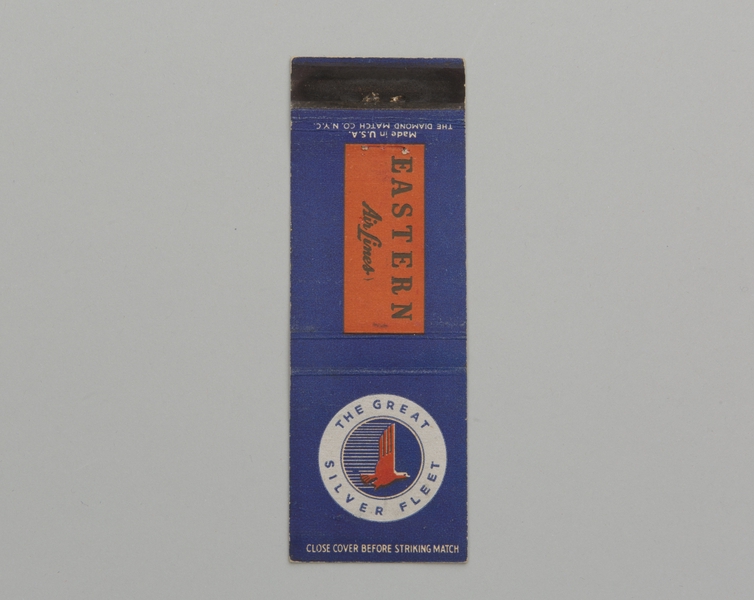 THE DIAMOND MATCH CO. N.Y.C.
Made in U.S.A.
EASTERN
Air Lines
THE GREAT
SILVER FLEET
CLOSE COVER BEFORE STRIKING MATCH